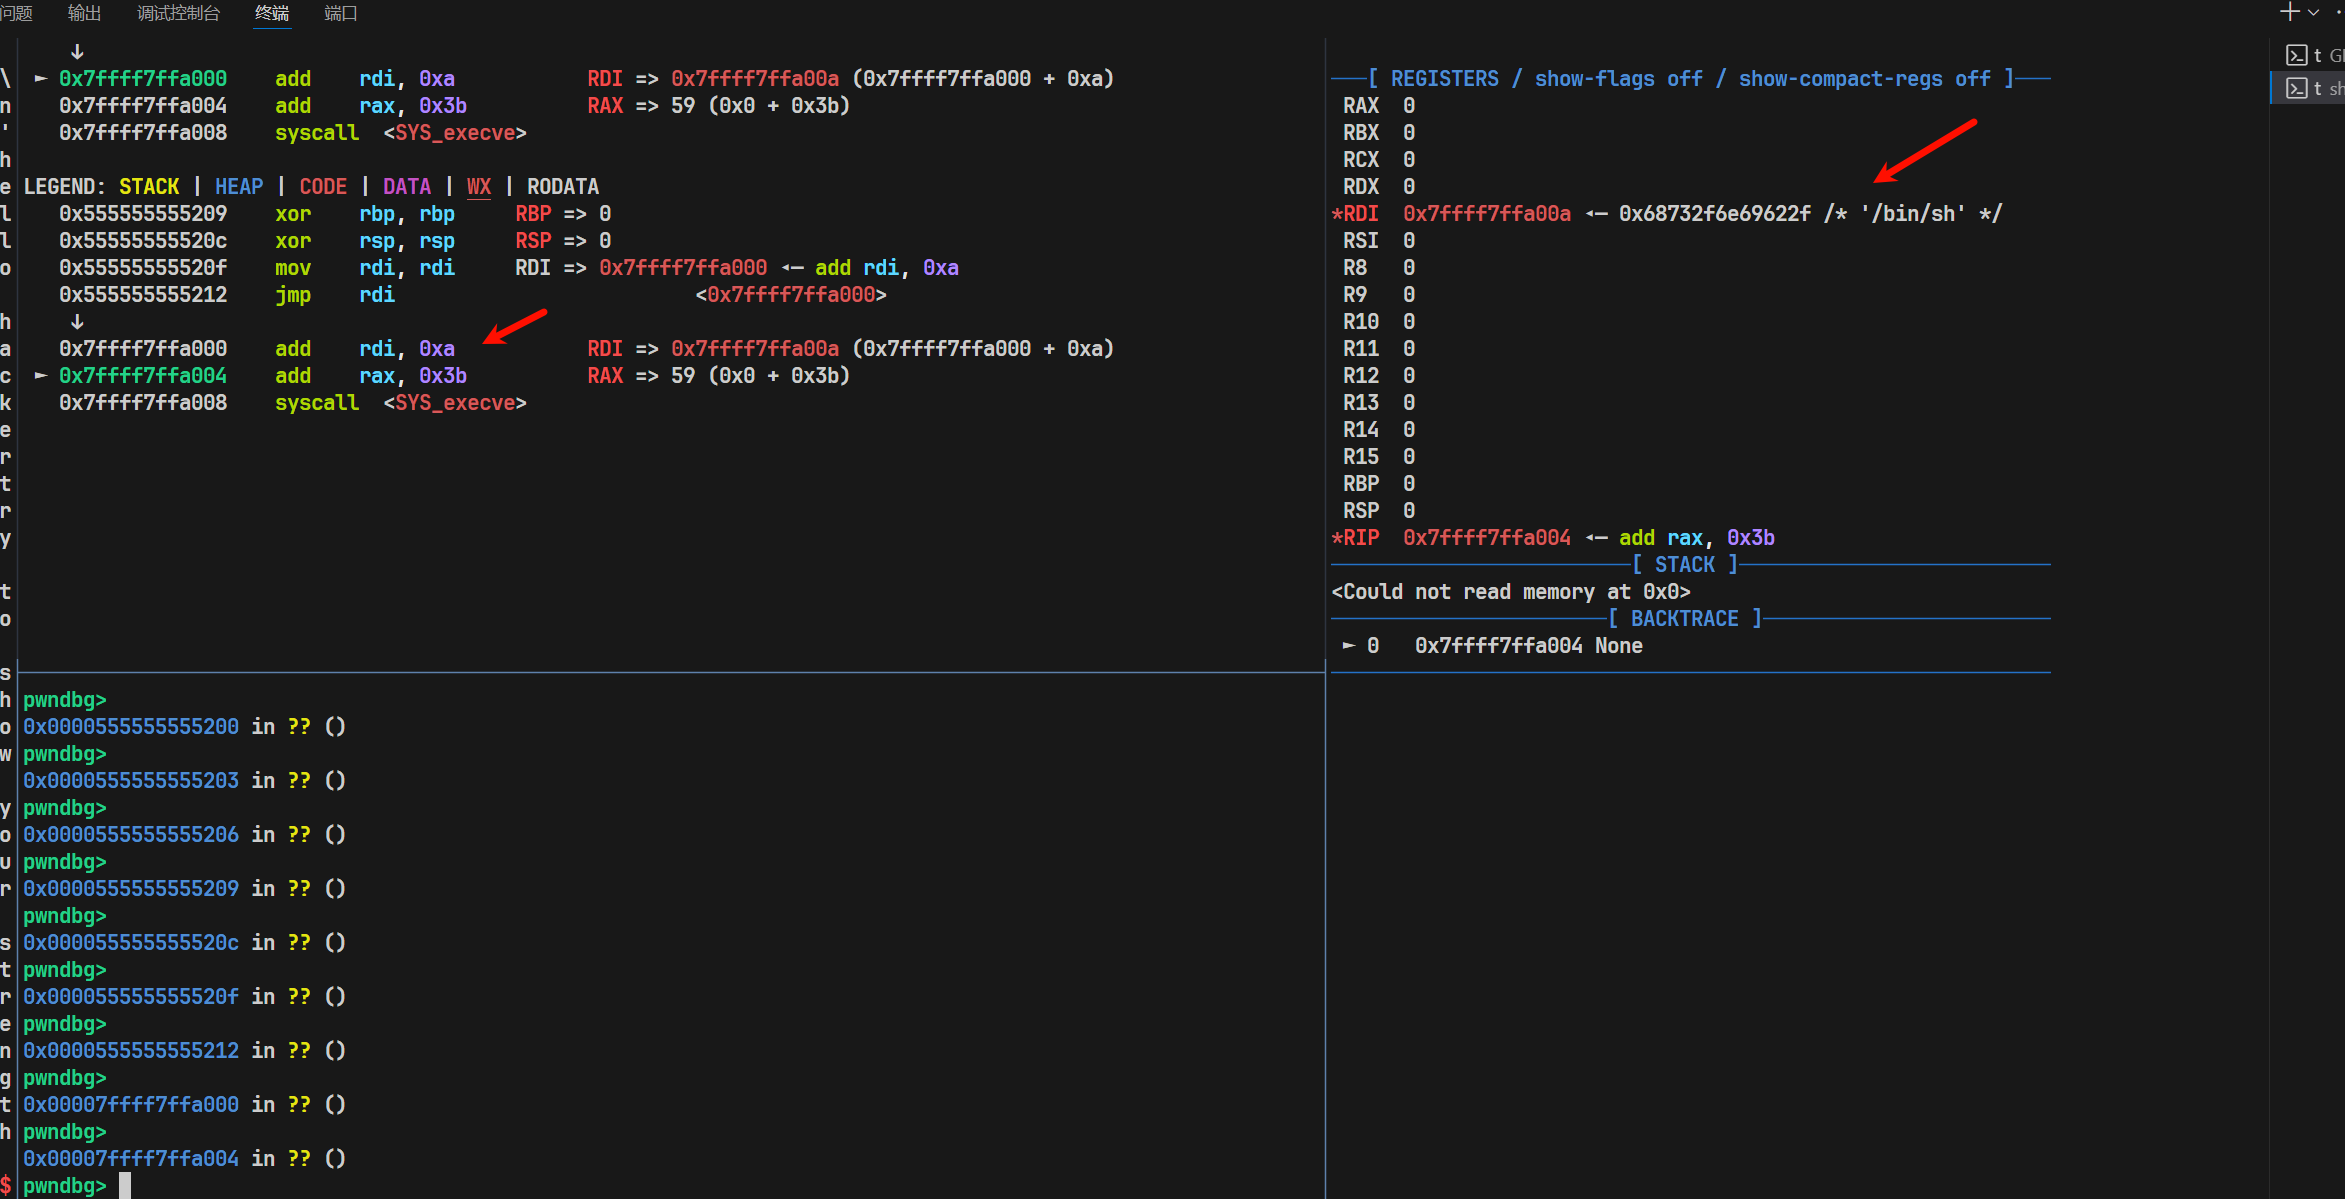 问题 输出 调试控制台 终端 端口
↓
► 0x7ffff7ffa000 add rdi, 0xa RDI => 0x7ffff7ffa00a (0x7ffff7ffa000 + 0xa)
0x7ffff7ffa004 add rax, 0x3b RAX => 59 (0x0 + 0x3b)
0x7ffff7ffa008 syscall <SYS_execve>
LEGEND: STACK | HEAP | CODE | DATA | WX | RODATA
0x555555555209 xor rbp, rbp RBP => 0
0x55555555520c xor rsp, rsp RSP => 0
0x55555555520f mov rdi, rdi RDI => 0x7ffff7ffa000 ◂— add rdi, 0xa
0x555555555212 jmp rdi <0x7ffff7ffa000>
↓
0x7ffff7ffa000 add rdi, 0xa RDI => 0x7ffff7ffa00a (0x7ffff7ffa000 + 0xa)
► 0x7ffff7ffa004 add rax, 0x3b RAX => 59 (0x0 + 0x3b)
0x7ffff7ffa008 syscall <SYS_execve>
pwndbg>
0x0000555555555200 in ?? ()
pwndbg>
0x0000555555555203 in ?? ()
pwndbg>
0x0000555555555206 in ?? ()
pwndbg>
0x0000555555555209 in ?? ()
pwndbg>
0x000055555555520c in ?? ()
pwndbg>
0x000055555555520f in ?? ()
pwndbg>
0x0000555555555212 in ?? ()
pwndbg>
0x00007ffff7ffa000 in ?? ()
pwndbg>
0x00007ffff7ffa004 in ?? ()
pwndbg>
[ REGISTERS / show-flags off / show-compact-regs off ]
RAX 0
RBX 0
RCX 0
RDX 0
*RDI 0x7ffff7ffa00a ◂— 0x68732f6e69622f /* '/bin/sh' */
RSI 0
R8 0
R9 0
R10 0
R11 0
R12 0
R13 0
R14 0
R15 0
RBP 0
RSP 0
*RIP 0x7ffff7ffa004 ◂— add rax, 0x3b
[ STACK ]
<Could not read memory at 0x0>
[ BACKTRACE ]
► 0 0x7ffff7ffa004 None
\
n
'
h
e
l
l
o
h
a
c
k
e
r
t
r
y
t
o
s
h
o
w
y
o
u
r
s
t
r
e
n
g
t
h
$
t
t sh